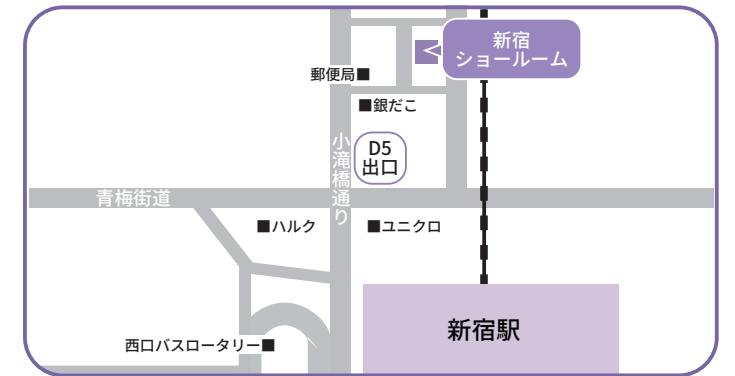 新宿
ショールーム
郵便局■
■銀だこ
D5
出口
小滝橋通り
青梅街道
■ハルク
■ユニクロ
新宿駅
西口バスロータリー■